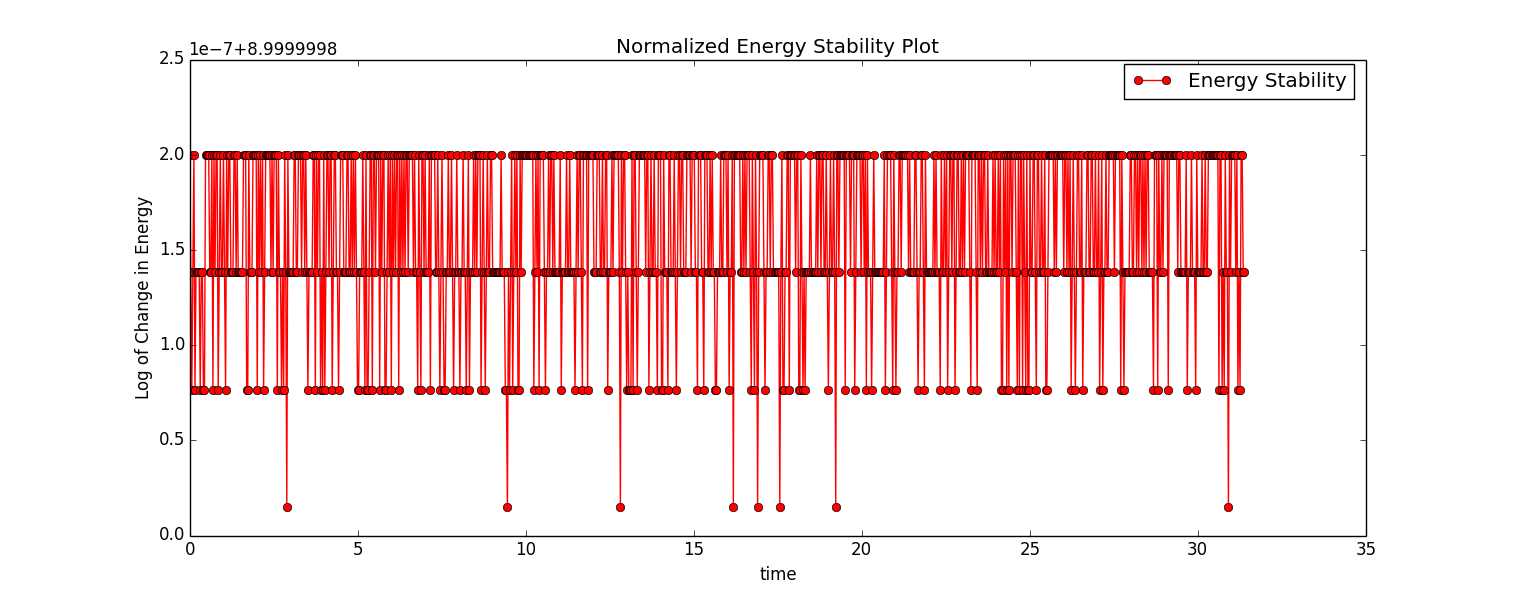 Normalized Energy Stability Plot
1e−7+8.9999998
Energy Stability
2.5
2.0
1.5
1.0
0.5
0.0
Log of Change in Energy
0 5 10 15 20 25 30 35
time